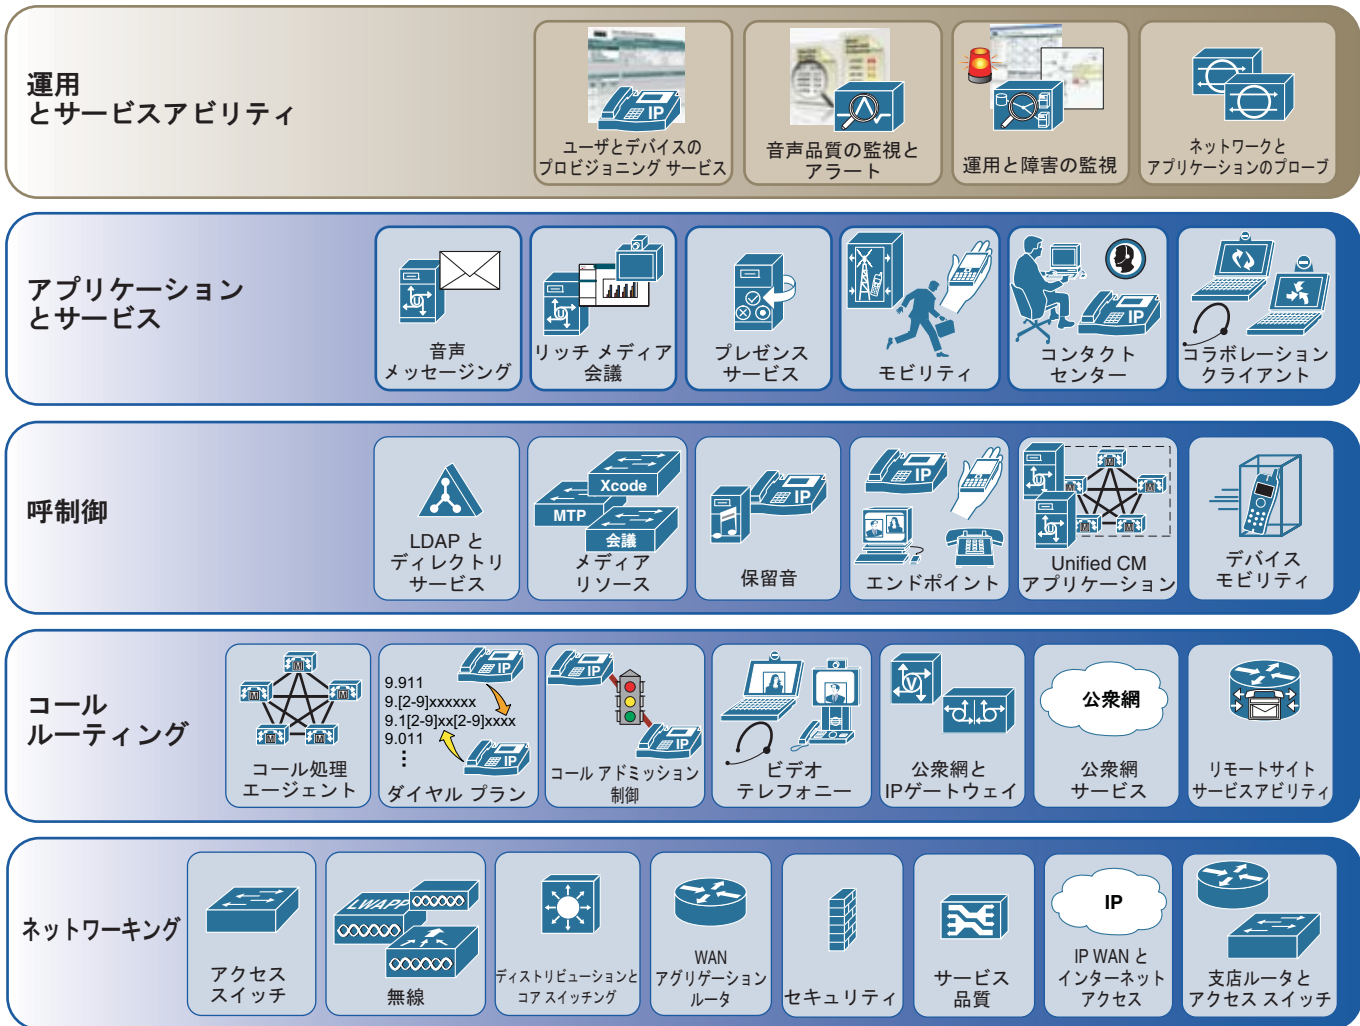 運用
とサービスアビリティ
IP
ユーザとデバイスの
プロビジョニング サービス
音声品質の監視と
アラート
運用と障害の監視
ネットワークと
アプリケーションのプローブ
アプリケーション
とサービス
音声
メッセージング
リッチ メディア
会議
プレゼンス
サービス
モビリティ
IP
コンタクト
センター
コラボレーション
クライアント
呼制御
LDAP と
ディレクトリ
サービス
Xcode
MTP
会議
メディア
リソース
IP
保留音
IP
エンドポイント
M
M
M
M
M
Unified CM
アプリケーション
デバイス
モビリティ
コール
ルーティング
M
M
M
M
M
コール処理
エージェント
9.911
9.[2-9]xxxxxx
9.1[2-9]xx[2-9]xxxx
9.011
⋮
IP
IP
ダイヤル プラン
IP
IP
コール アドミッション
制御
ビデオ
テレフォニー
V
公衆網と
IPゲートウェイ
公衆網
公衆網
サービス
リモートサイト
サービスアビリティ
ネットワーキング
アクセス
スイッチ
LWAPP
無線
ディストリビューションと
コア スイッチング
WAN
アグリゲーション
ルータ
セキュリティ
サービス
品質
IP
IP WAN と
インターネット
アクセス
支店ルータと
アクセス スイッチ